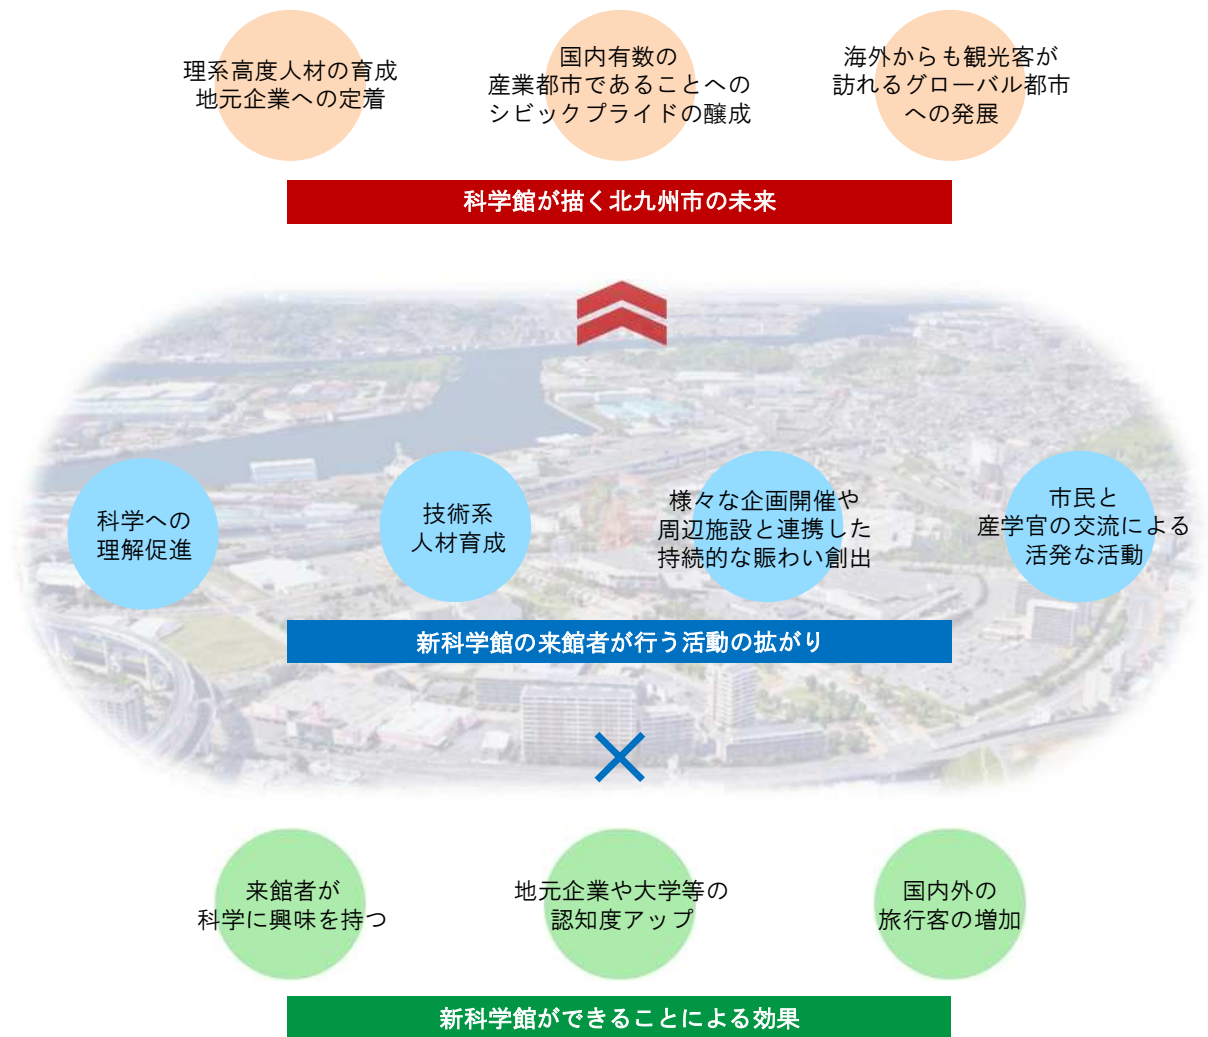 理系高度人材の育成
地元企業への定着
国内有数の
産業都市であることへの
シビックプライドの醸成
海外からも観光客が
訪れるグローバル都市
への発展
科学館が描く北九州市の未来
科学への
理解促進
技術系
人材育成
様々な企画開催や
周辺施設と連携した
持続的な賑わい創出
市民と
産学官の交流による
活発な活動
新科学館の来館者が行う活動の拡がり
来館者が
科学に興味を持つ
地元企業や大学等の
認知度アップ
国内外の
旅行客の増加
新科学館ができることによる効果